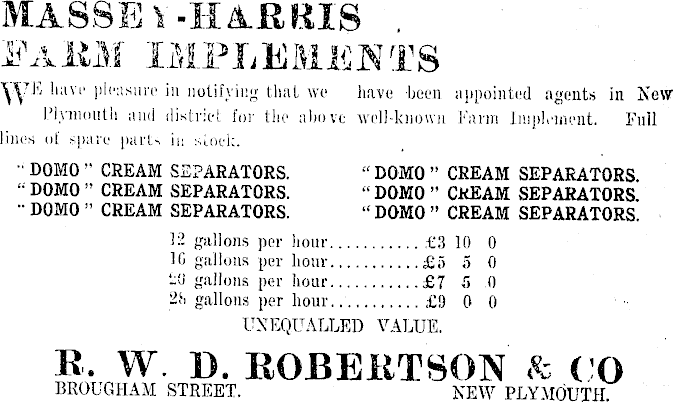 MASSEY-HARRIS
FARM IMPLEMENTS
WE have pleasure in notifying that we have been appointed agents in New
Plymouth and district for the above well-known Farm Implement. Full
lines of spare parts in stock.
"DOMO" CREAM SEPARATORS. "DOMO" CREAM SEPARATORS.
"DOMO" CREAM SEPARATORS. "DOMO" CREAM SEPARATORS.
"DOMO" CREAM SEPARATORS. "DOMO" CREAM SEPARATORS.
12 gallons per hour...........£3 10 0
16 gallons per hour...........£5 5 0
gallons per hour...........£7 5 0
28 gallons per hour...........£9 0 0
UNEQUALLED VALUE.
R. W. D. ROBERTSON & CO
BROUGHAM STREET. NEW PLYMOUTH.